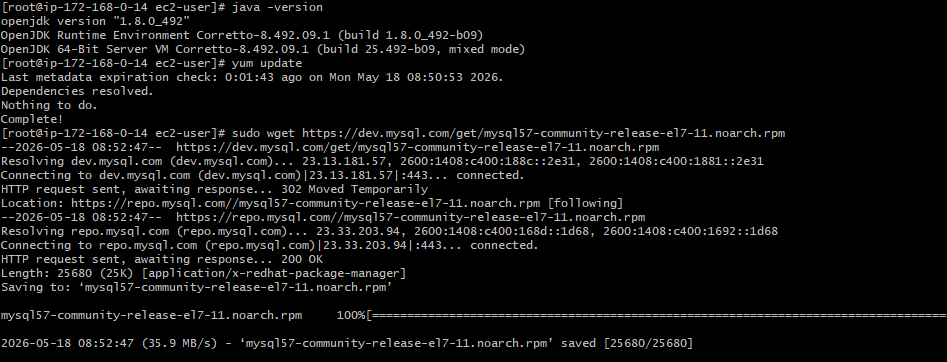 [root@ip-172-168-0-14 ec2-user]# java -version
openjdk version "1.8.0_492"
OpenJDK Runtime Environment Corretto-8.492.09.1 (build 1.8.0_492-b09)
OpenJDK 64-Bit Server VM Corretto-8.492.09.1 (build 25.492-b09, mixed mode)
[root@ip-172-168-0-14 ec2-user]# yum update
Last metadata expiration check: 0:01:43 ago on Mon May 18 08:50:53 2026.
Dependencies resolved.
Nothing to do.
Complete!
[root@ip-172-168-0-14 ec2-user]# sudo wget https://dev.mysql.com/get/mysql57-community-release-el7-11.noarch.rpm
--2026-05-18 08:52:47--  https://dev.mysql.com/get/mysql57-community-release-el7-11.noarch.rpm
Resolving dev.mysql.com (dev.mysql.com)... 23.13.181.57, 2600:1408:c400:188c::2e31, 2600:1408:c400:1881::2e31
Connecting to dev.mysql.com (dev.mysql.com)|23.13.181.57|:443... connected.
HTTP request sent, awaiting response... 302 Moved Temporarily
Location: https://repo.mysql.com//mysql57-community-release-el7-11.noarch.rpm [following]
--2026-05-18 08:52:47--  https://repo.mysql.com//mysql57-community-release-el7-11.noarch.rpm
Resolving repo.mysql.com (repo.mysql.com)... 23.33.203.94, 2600:1408:c400:168d::1d68, 2600:1408:c400:1692::1d68
Connecting to repo.mysql.com (repo.mysql.com)|23.33.203.94|:443... connected.
HTTP request sent, awaiting response... 200 OK
Length: 25680 (25K) [application/x-redhat-package-manager]
Saving to: ‘mysql57-community-release-el7-11.noarch.rpm’
mysql57-community-release-el7-11.noarch.rpm     100%[===================================================================================
2026-05-18 08:52:47 (35.9 MB/s) - ‘mysql57-community-release-el7-11.noarch.rpm’ saved [25680/25680]